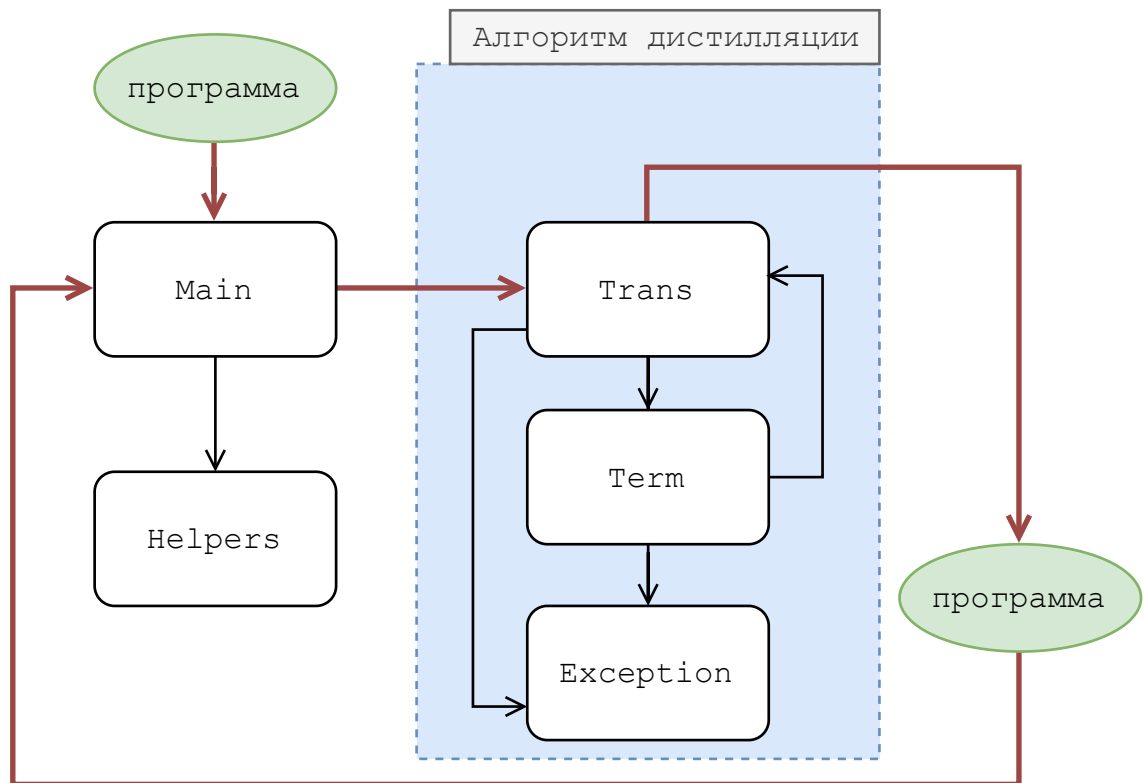 Алгоритм дистилляции
программа
Main
Trans
Term
Helpers
программа
Exception